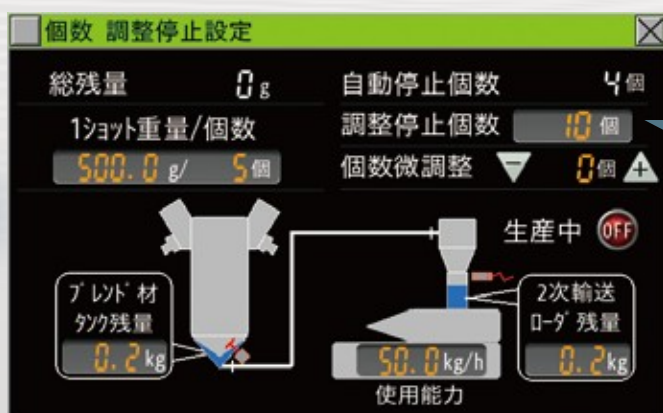 個数 調整停止設定
総残量 0g
自動停止個数 4個
1ショット重量/個数
調整停止個数 10個
500.0g/ 5個
個数微調整 − 0個 +
生産中 OFF
ブレンド材
タンク残量
0.2kg
2次輸送
ローダ残量
0.2kg
50.0kg/h
使用能力